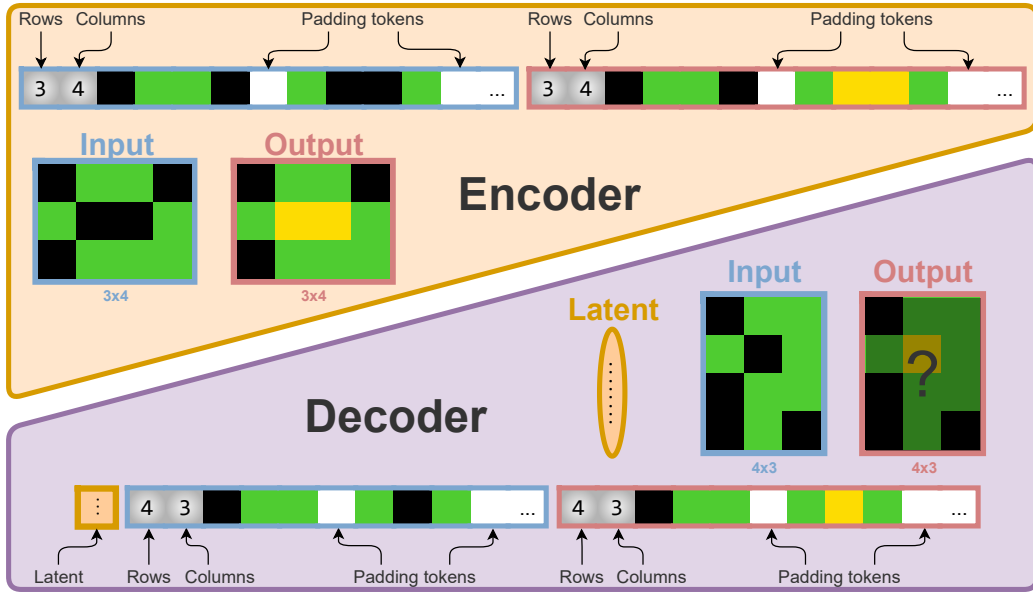 Rows Columns Padding tokens Rows Columns Padding tokens
3 4 ... 3 4 ...
Input Output
Encoder
3x4 3x4
Input Output
Latent
?
Decoder
4x3 4x3
⋮ 4 3 ... 4 3 ...
Latent Rows Columns Padding tokens Rows Columns Padding tokens